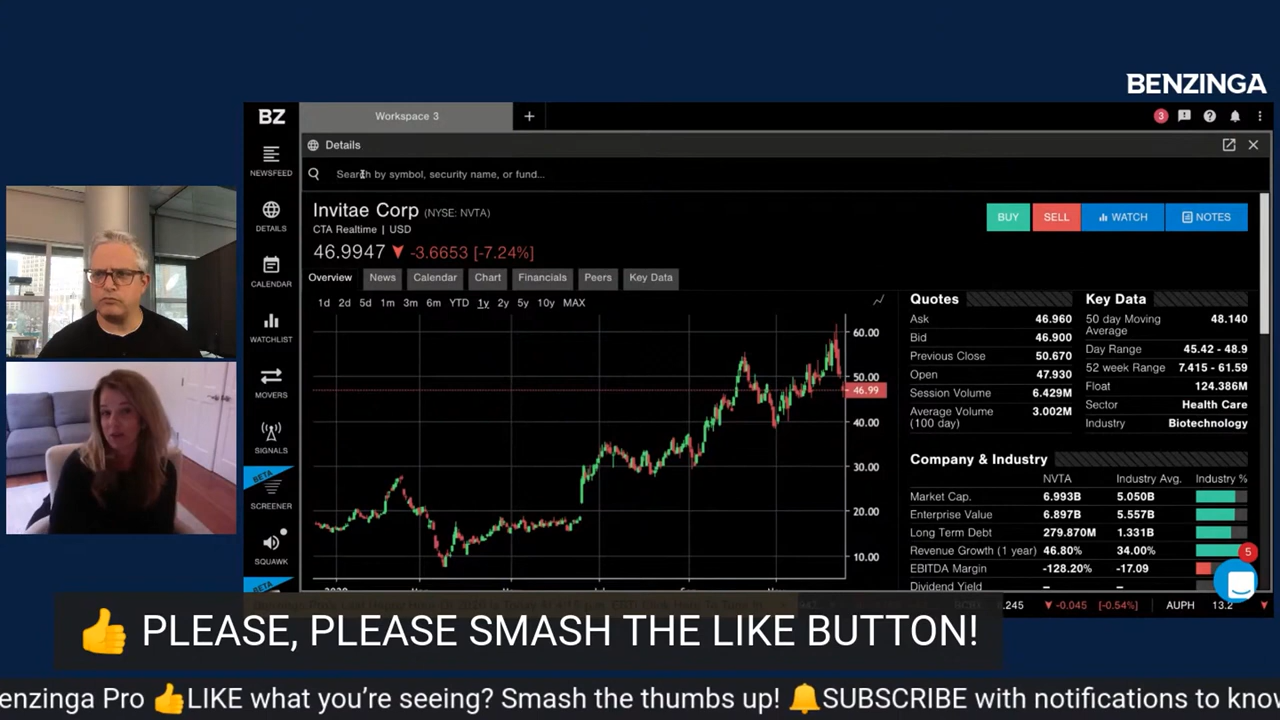 BENZINGA
BZ
Workspace 3
+
3
Details
Search by symbol, security name, or fund...
NEWSFEED
DETAILS
CALENDAR
WATCHLIST
MOVERS
SIGNALS
BETA
SCREENER
SQUAWK
BETA
Invitae Corp (NYSE: NVTA)
CTA Realtime | USD
46.9947 -3.6653 [-7.24%]
BUY SELL WATCH NOTES
Overview News Calendar Chart Financials Peers Key Data
1d 2d 5d 1m 3m 6m YTD 1y 2y 5y 10y MAX
60.00
50.00
46.99
40.00
30.00
20.00
10.00
Quotes
Ask 46.960
Bid 46.900
Previous Close 50.670
Open 47.930
Session Volume 6.429M
Average Volume (100 day) 3.002M
Key Data
50 day Moving Average 48.140
Day Range 45.42 - 48.9
52 week Range 7.415 - 61.59
Float 124.386M
Sector Health Care
Industry Biotechnology
Company & Industry
NVTA Industry Avg. Industry %
Market Cap. 6.993B 5.050B
Enterprise Value 6.897B 5.557B
Long Term Debt 279.870M 1.331B
Revenue Growth (1 year) 46.80% 34.00%
EBITDA Margin -128.20% -17.09
Dividend Yield – –
5
.245 -0.045 [-0.54%] AUPH 13.2
👍 PLEASE, PLEASE SMASH THE LIKE BUTTON!
enzinga Pro 👍LIKE what you're seeing? Smash the thumbs up! 🔔SUBSCRIBE with notifications to know